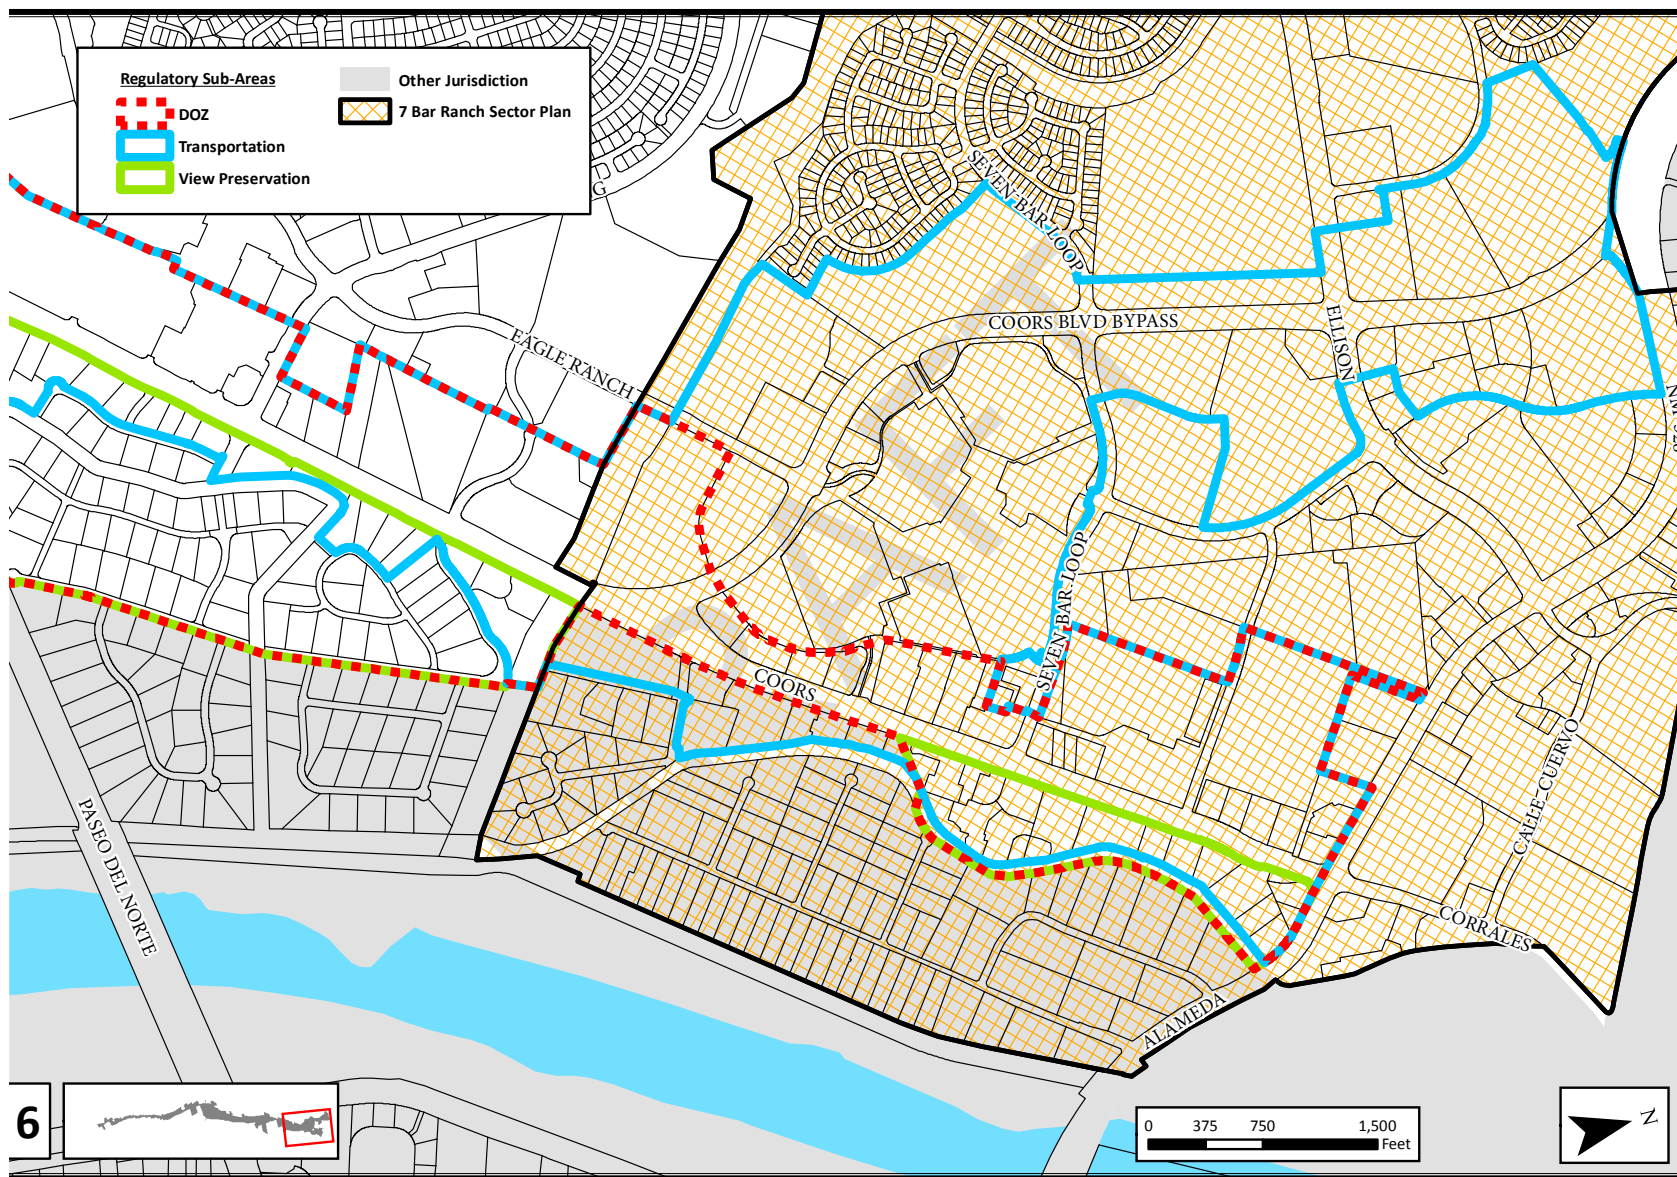 Regulatory Sub-Areas
DOZ
Transportation
View Preservation
Other Jurisdiction
7 Bar Ranch Sector Plan
G
SEVEN BAR LOOP
EAGLE RANCH
COORS BLVD BYPASS
ELLISON
SEVEN BAR LOOP
COORS
CALLE CUERVO
CORRALES
ALAMEDA
PASEO DEL NORTE
DRAFT
6
0 375 750 1,500
Feet
N